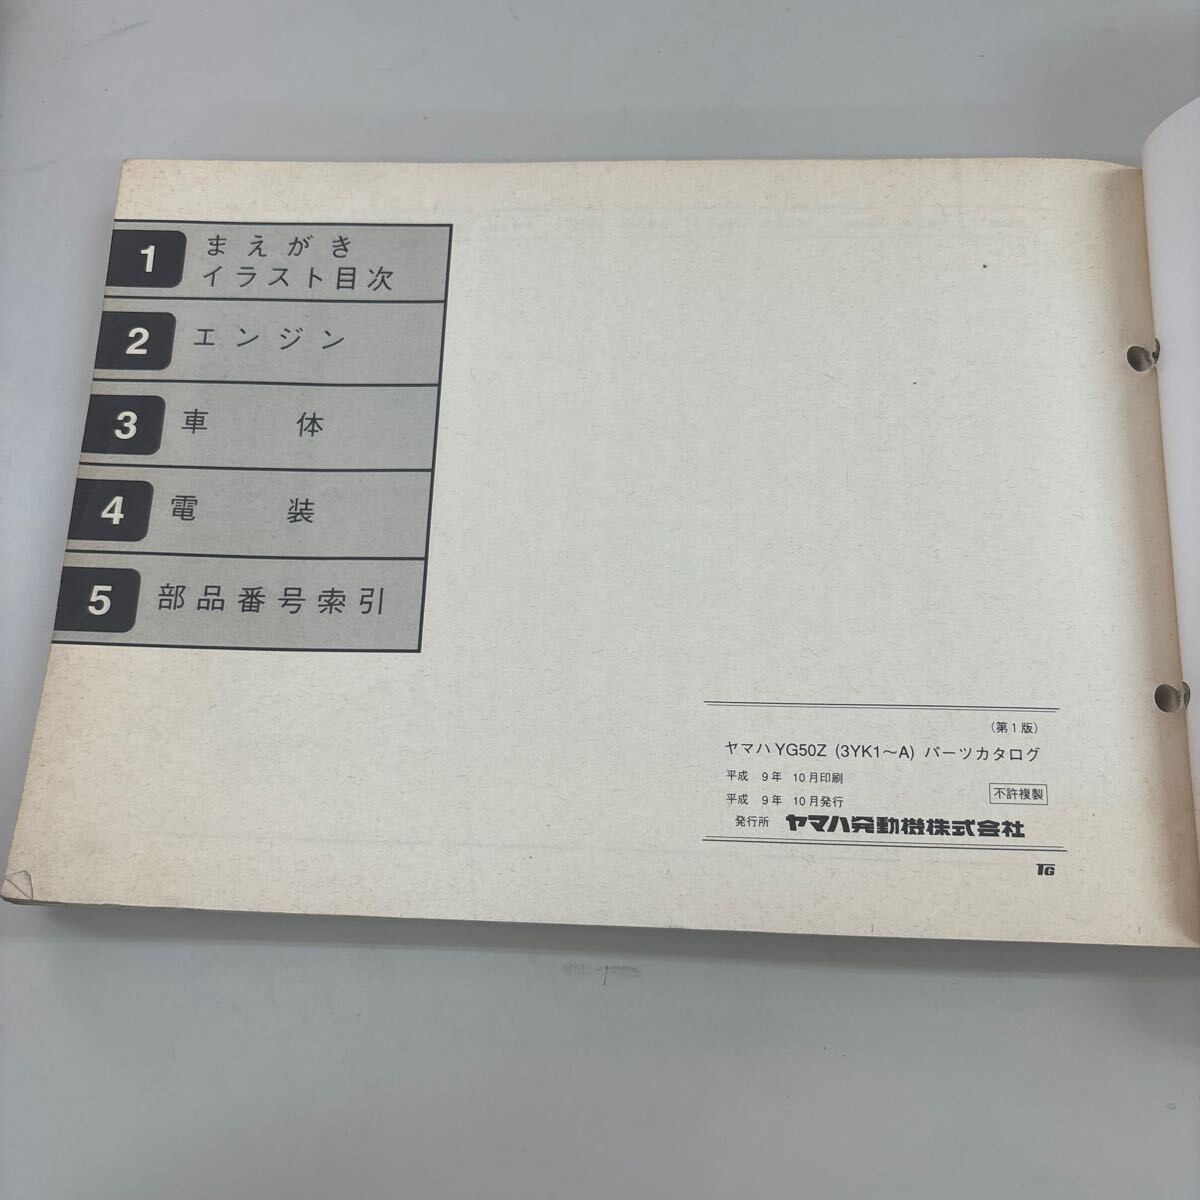 1 まえがき
イラスト目次
2 エンジン
3 車体
4 電装
5 部品番号索引
(第1版)
ヤマハ YG50Z (3YK1〜A) パーツカタログ
平成 9年 10月印刷
平成 9年 10月発行 不許複製
発行所 ヤマハ発動機株式会社
TG